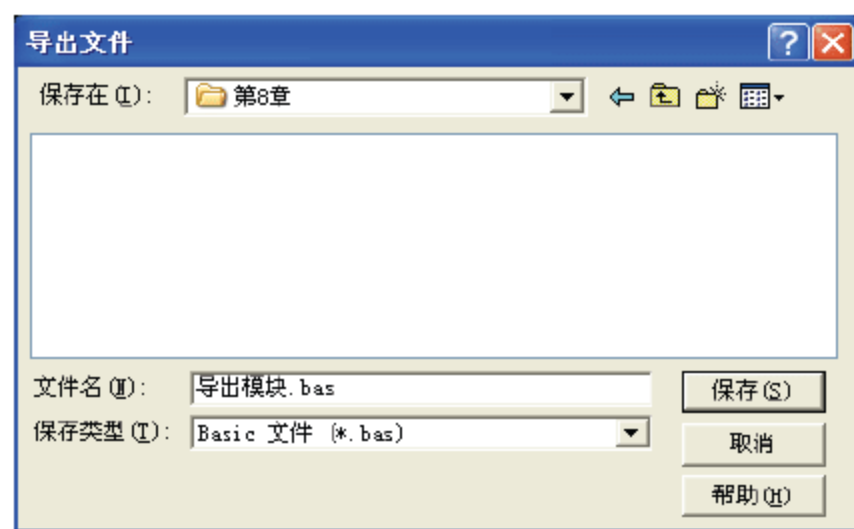 导出文件
保存在(I): 第8章
文件名(N): 导出模块.bas
保存(S)
保存类型(T): Basic 文件 (*.bas)
取消
帮助(H)